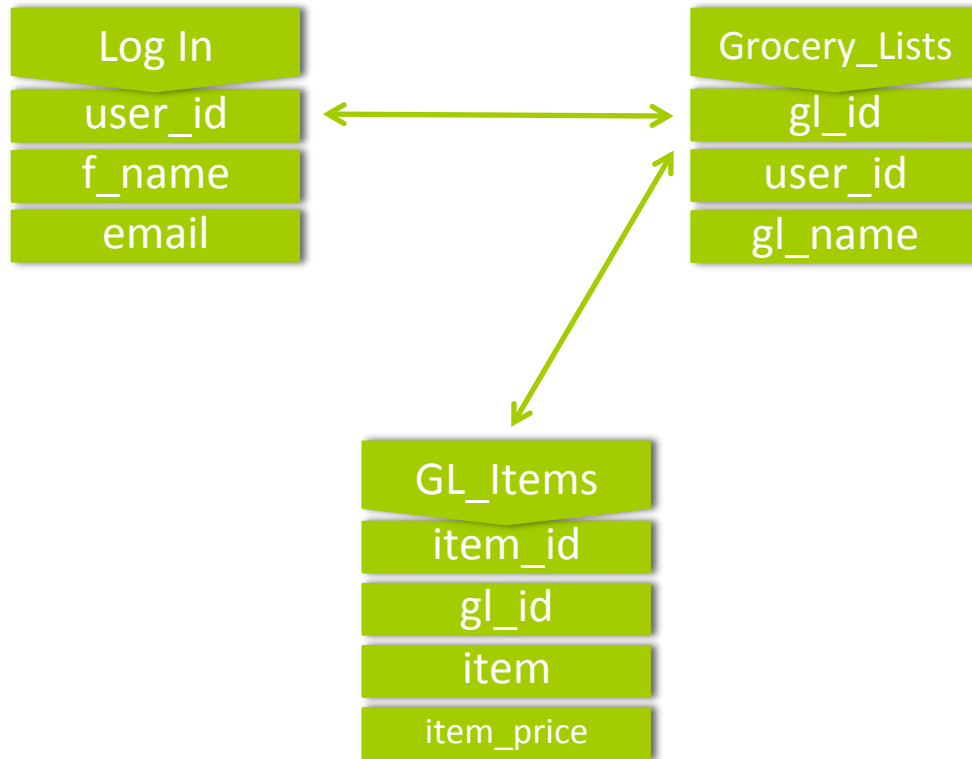 Log In
user_id
f_name
email
Grocery_Lists
gl_id
user_id
gl_name
GL_Items
item_id
gl_id
item
item_price